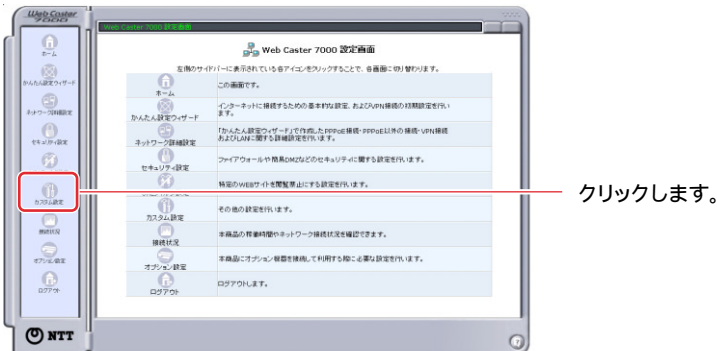 Web Caster
7000
Web Caster 7000 設定画面
ホーム
かんたん設定ウィザード
ネットワーク詳細設定
セキュリティ設定
カスタム設定
接続状況
オプション設定
ログアウト
NTT
Web Caster 7000 設定画面
左側のサイドバーに表示されている各アイコンをクリックすることで、各画面に切り替わります。
ホーム
この画面です。
かんたん設定ウィザード
インターネットに接続するための基本的な設定、およびVPN接続の初期設定を行い
ます。
ネットワーク詳細設定
「かんたん設定ウィザード」で作成したPPPoE接続・PPPoE以外の接続・VPN接続
およびLANに関する詳細設定を行います。
セキュリティ設定
ファイアウォールや簡易DMZなどのセキュリティに関する設定を行います。
特定のWEBサイトを閲覧禁止にする設定を行います。
カスタム設定
その他の設定を行います。
接続状況
本商品の稼働時間やネットワーク接続状況を確認できます。
オプション設定
本商品にオプション機器を接続して利用する際に必要な設定を行います。
ログアウト
ログアウトします。
クリックします。